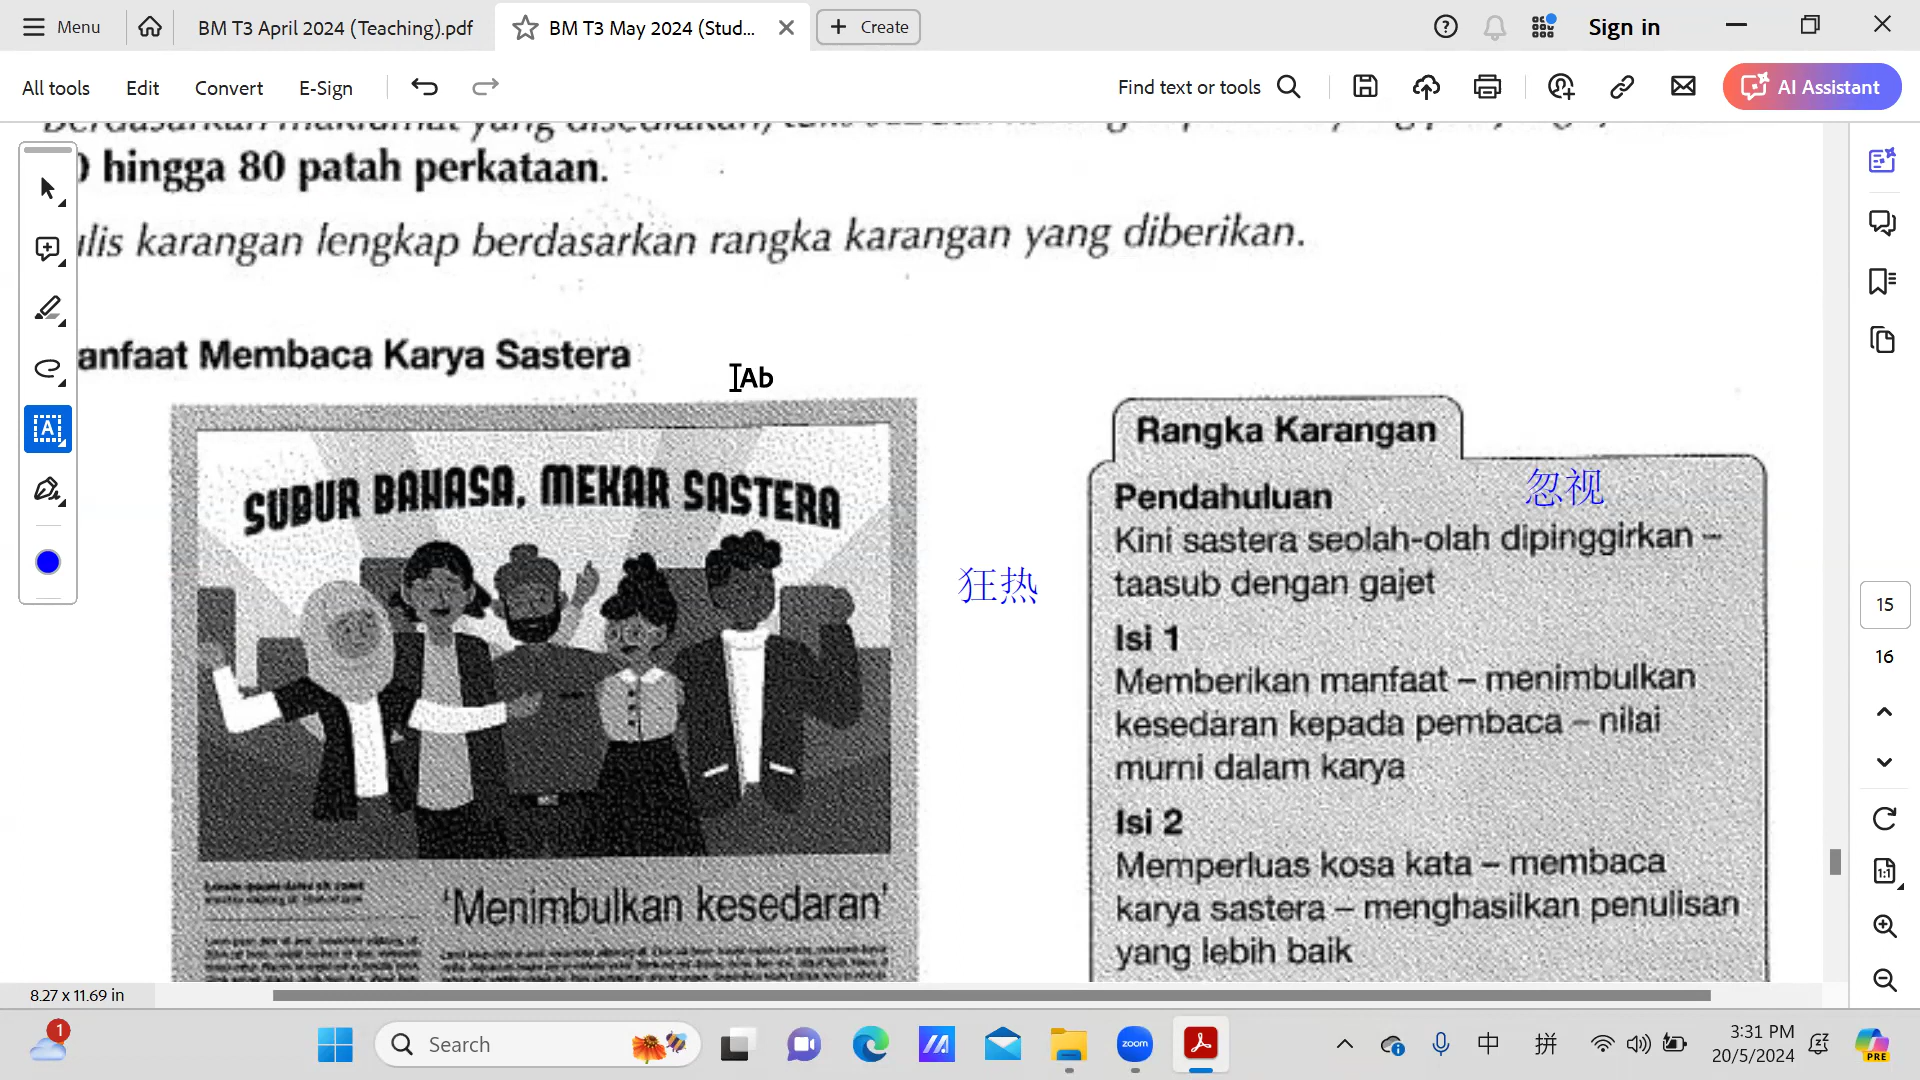 Menu
BM T3 April 2024 (Teaching).pdf
BM T3 May 2024 (Stud...
Create
Sign in
All tools
Edit
Convert
E-Sign
Find text or tools
AI Assistant
hingga 80 patah perkataan.
ulis karangan lengkap berdasarkan rangka karangan yang diberikan.
anfaat Membaca Karya Sastera
Ab
SUBUR BAHASA, MEKAR SASTERA
'Menimbulkan kesedaran'
狂热
Rangka Karangan
忽视
Pendahuluan
Kini sastera seolah-olah dipinggirkan –
taasub dengan gajet
Isi 1
Memberikan manfaat – menimbulkan
kesedaran kepada pembaca – nilai
murni dalam karya
Isi 2
Memperluas kosa kata – membaca
karya sastera – menghasilkan penulisan
yang lebih baik
15
16
8.27 x 11.69 in
1
Search
zoom
中
拼
3:31 PM
20/5/2024
PRE